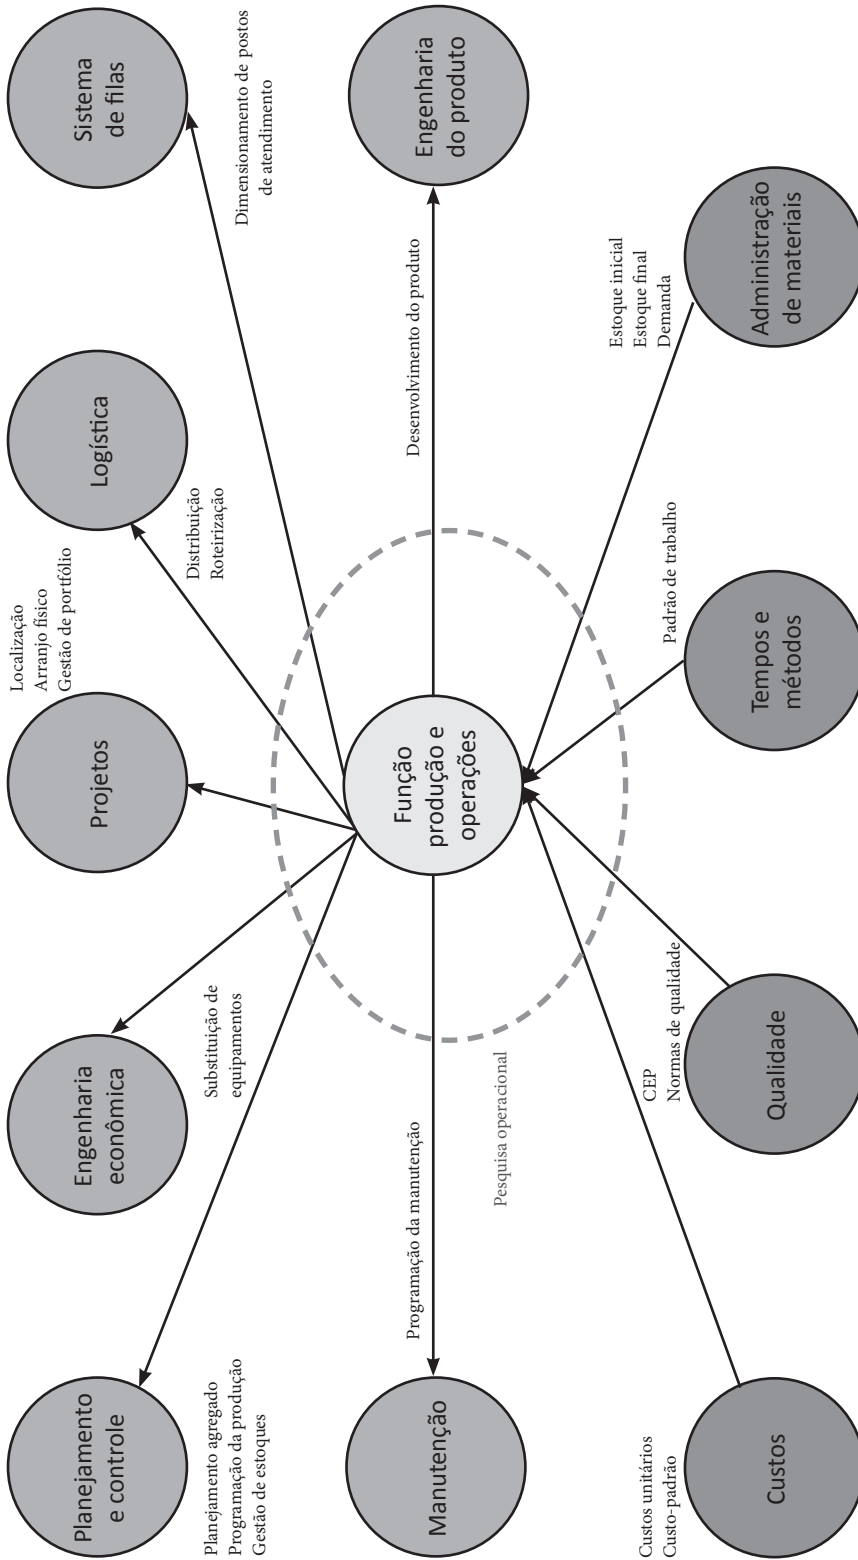 Planejamento
e controle
Planejamento agregado
Programação da produção
Gestão de estoques
Engenharia
econômica
Substituição de
equipamentos
Projetos
Localização
Arranjo físico
Gestão de portfólio
Logística
Distribuição
Roteirização
Sistema
de filas
Dimensionamento de postos
de atendimento
Manutenção
Programação da manutenção
Pesquisa operacional
Função
produção e
operações
Desenvolvimento do produto
Engenharia
do produto
Custos unitários
Custo-padrão
Custos
CEP
Normas de qualidade
Qualidade
Padrão de trabalho
Tempos e
métodos
Estoque inicial
Estoque final
Demanda
Administração
de materiais